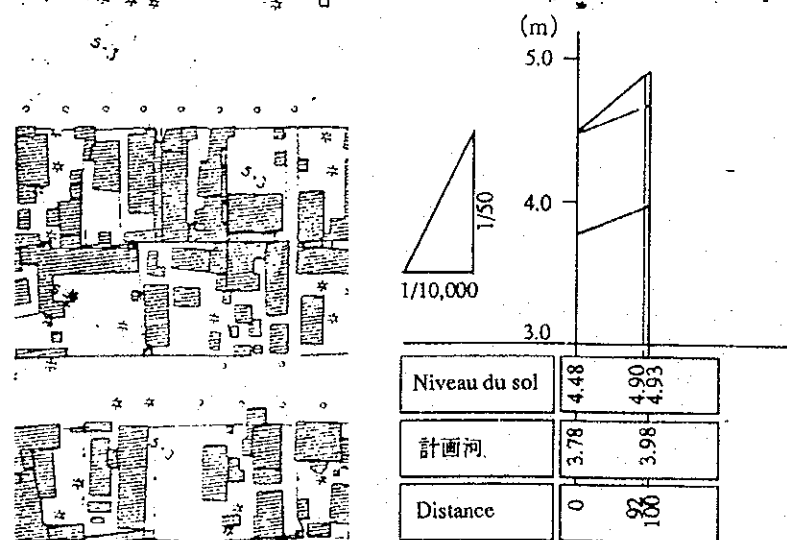 S-J
S-J
S-J
(m)
5.0
4.0
3.0
1/50
1/10,000
Niveau du sol 4.48 4.90 4.93
計画河 3.78 3.98
Distance 0 92 100